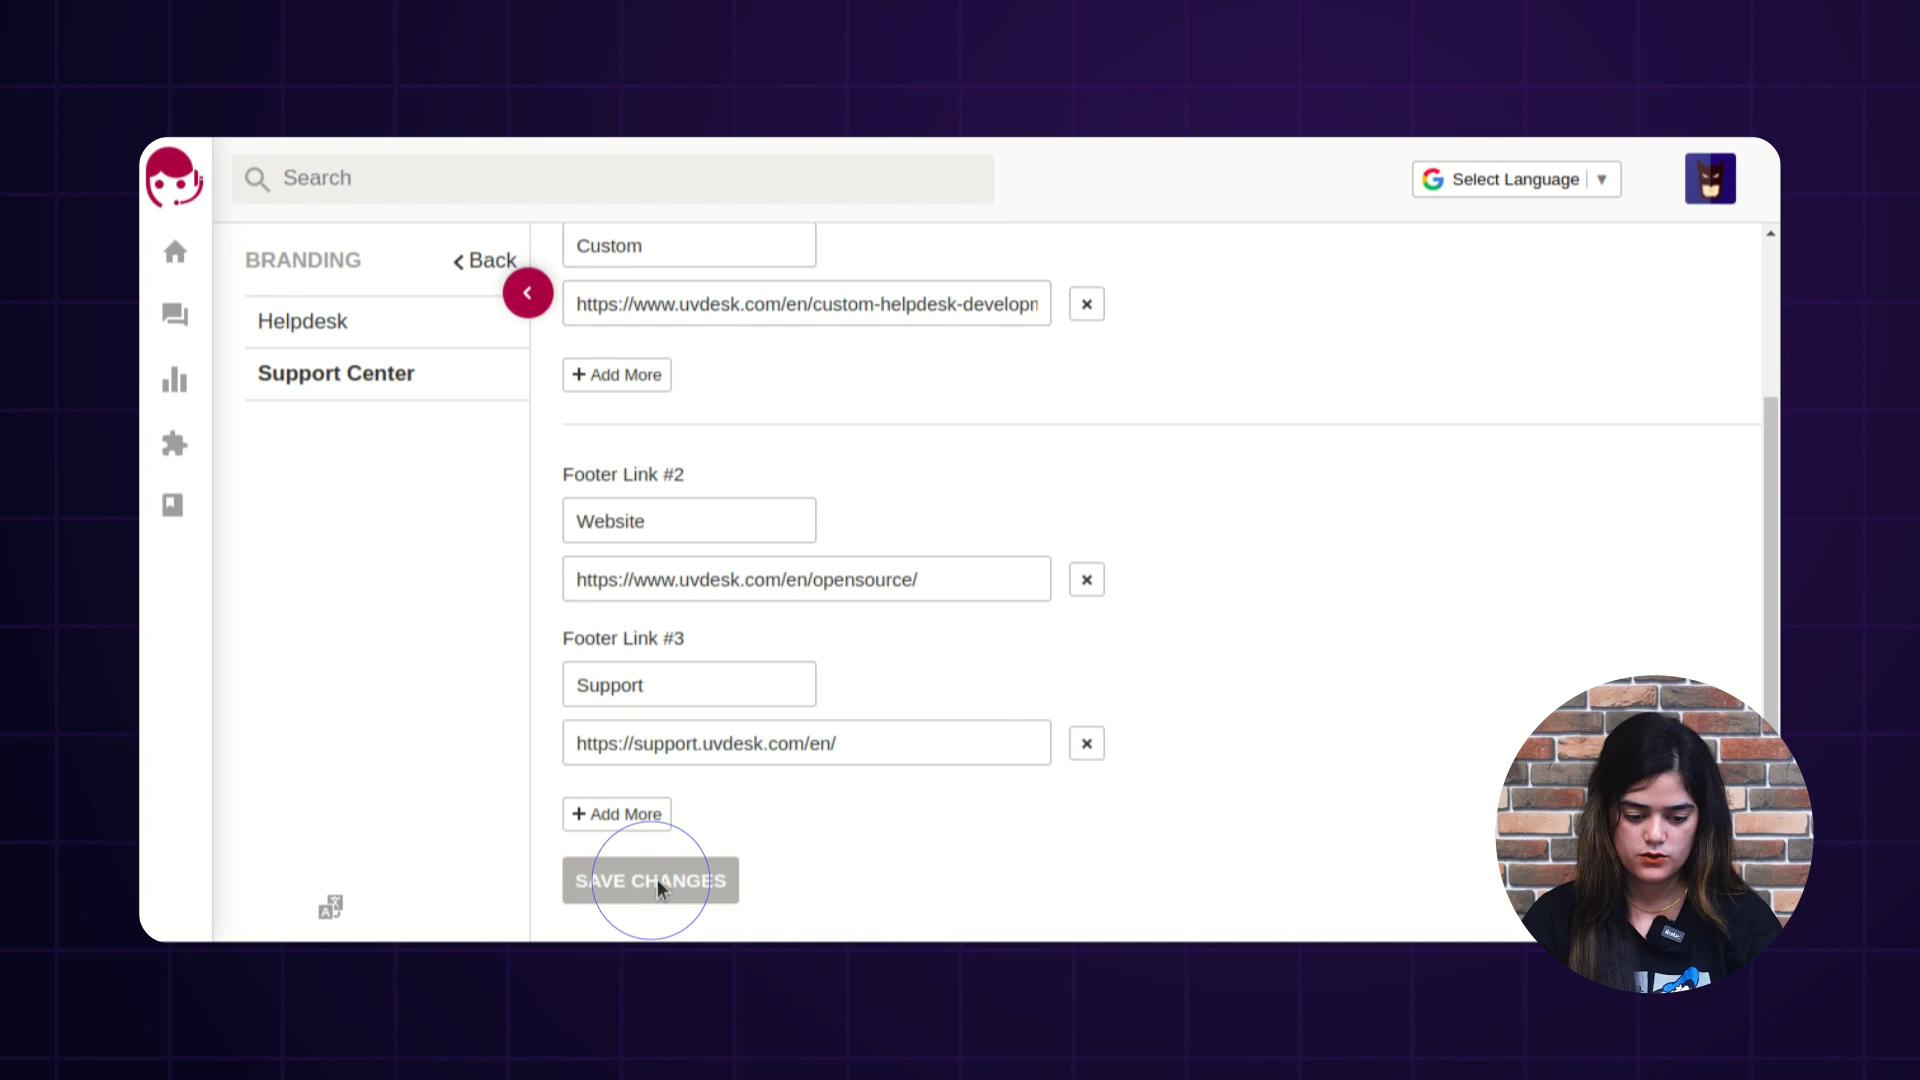 Search
Select Language ▼
BRANDING
Back
Helpdesk
Support Center
Custom
https://www.uvdesk.com/en/custom-helpdesk-developm
+ Add More
Footer Link #2
Website
https://www.uvdesk.com/en/opensource/
Footer Link #3
Support
https://support.uvdesk.com/en/
+ Add More
SAVE CHANGES